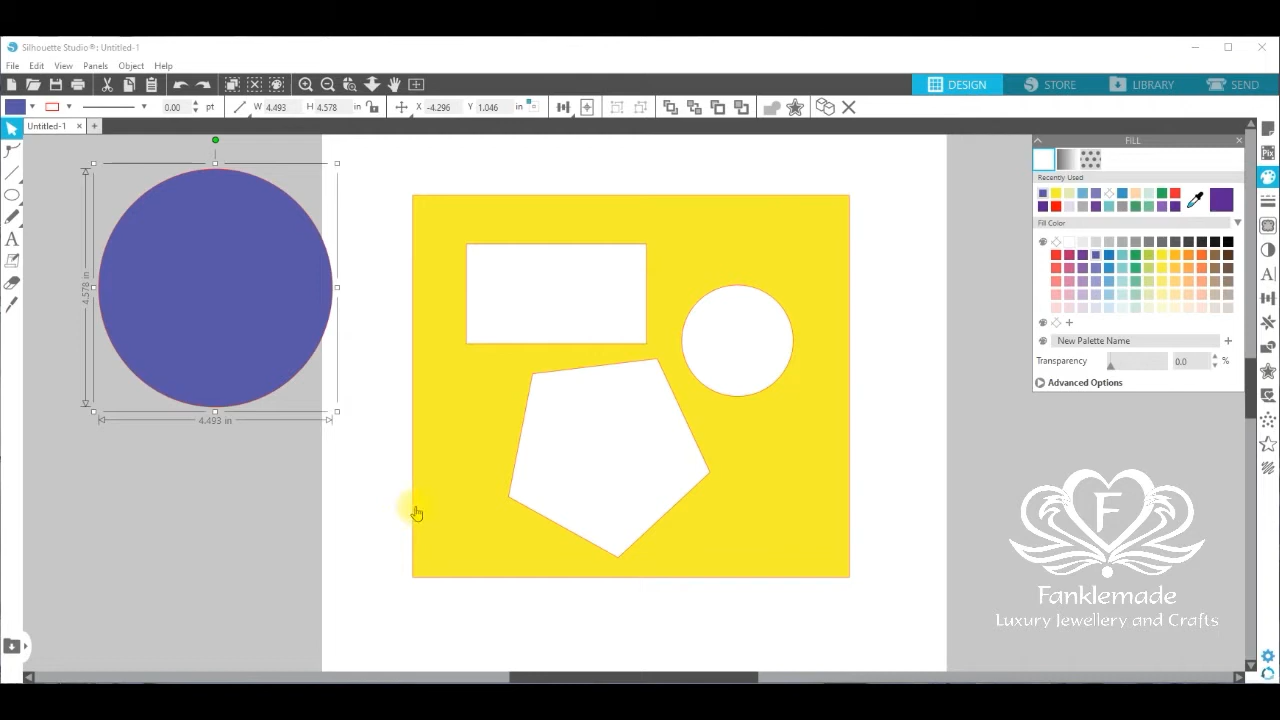 Silhouette Studio®: Untitled-1
File Edit View Panels Object Help
DESIGN STORE LIBRARY SEND
0.00 pt W 4.493 H 4.578 in X -4.296 Y 1.046 in
Untitled-1 × +
FILL
Recently Used
Fill Color
New Palette Name
Transparency 0.0 %
Advanced Options
4.578 in
4.493 in
F
Fanklemade
Luxury Jewellery and Crafts